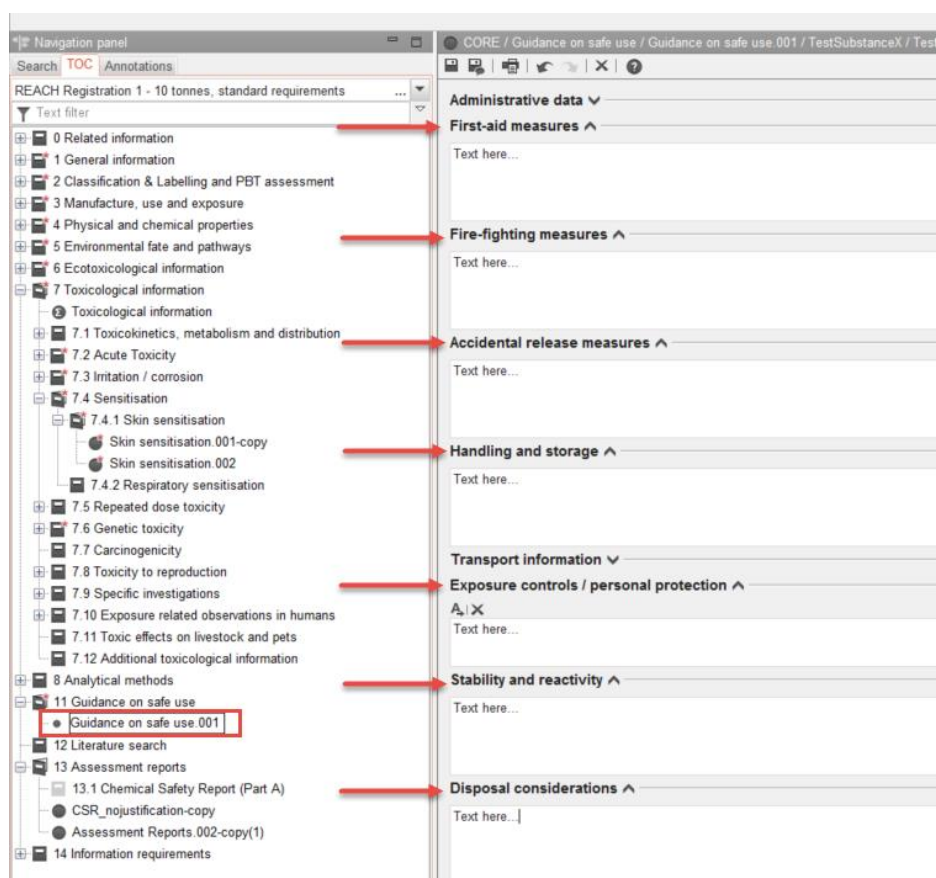 Navigation panel
Search TOC Annotations
REACH Registration 1 - 10 tonnes, standard requirements ...
Text filter
0 Related information
1 General information
2 Classification & Labelling and PBT assessment
3 Manufacture, use and exposure
4 Physical and chemical properties
5 Environmental fate and pathways
6 Ecotoxicological information
7 Toxicological information
Toxicological information
7.1 Toxicokinetics, metabolism and distribution
7.2 Acute Toxicity
7.3 Irritation / corrosion
7.4 Sensitisation
7.4.1 Skin sensitisation
Skin sensitisation.001-copy
Skin sensitisation.002
7.4.2 Respiratory sensitisation
7.5 Repeated dose toxicity
7.6 Genetic toxicity
7.7 Carcinogenicity
7.8 Toxicity to reproduction
7.9 Specific investigations
7.10 Exposure related observations in humans
7.11 Toxic effects on livestock and pets
7.12 Additional toxicological information
8 Analytical methods
11 Guidance on safe use
Guidance on safe use.001
12 Literature search
13 Assessment reports
13.1 Chemical Safety Report (Part A)
CSR_nojustification-copy
Assessment Reports.002-copy(1)
14 Information requirements
CORE / Guidance on safe use / Guidance on safe use.001 / TestSubstanceX / Test
Administrative data
First-aid measures
Text here...
Fire-fighting measures
Text here...
Accidental release measures
Text here...
Handling and storage
Text here...
Transport information
Exposure controls / personal protection
Text here...
Stability and reactivity
Text here...
Disposal considerations
Text here...